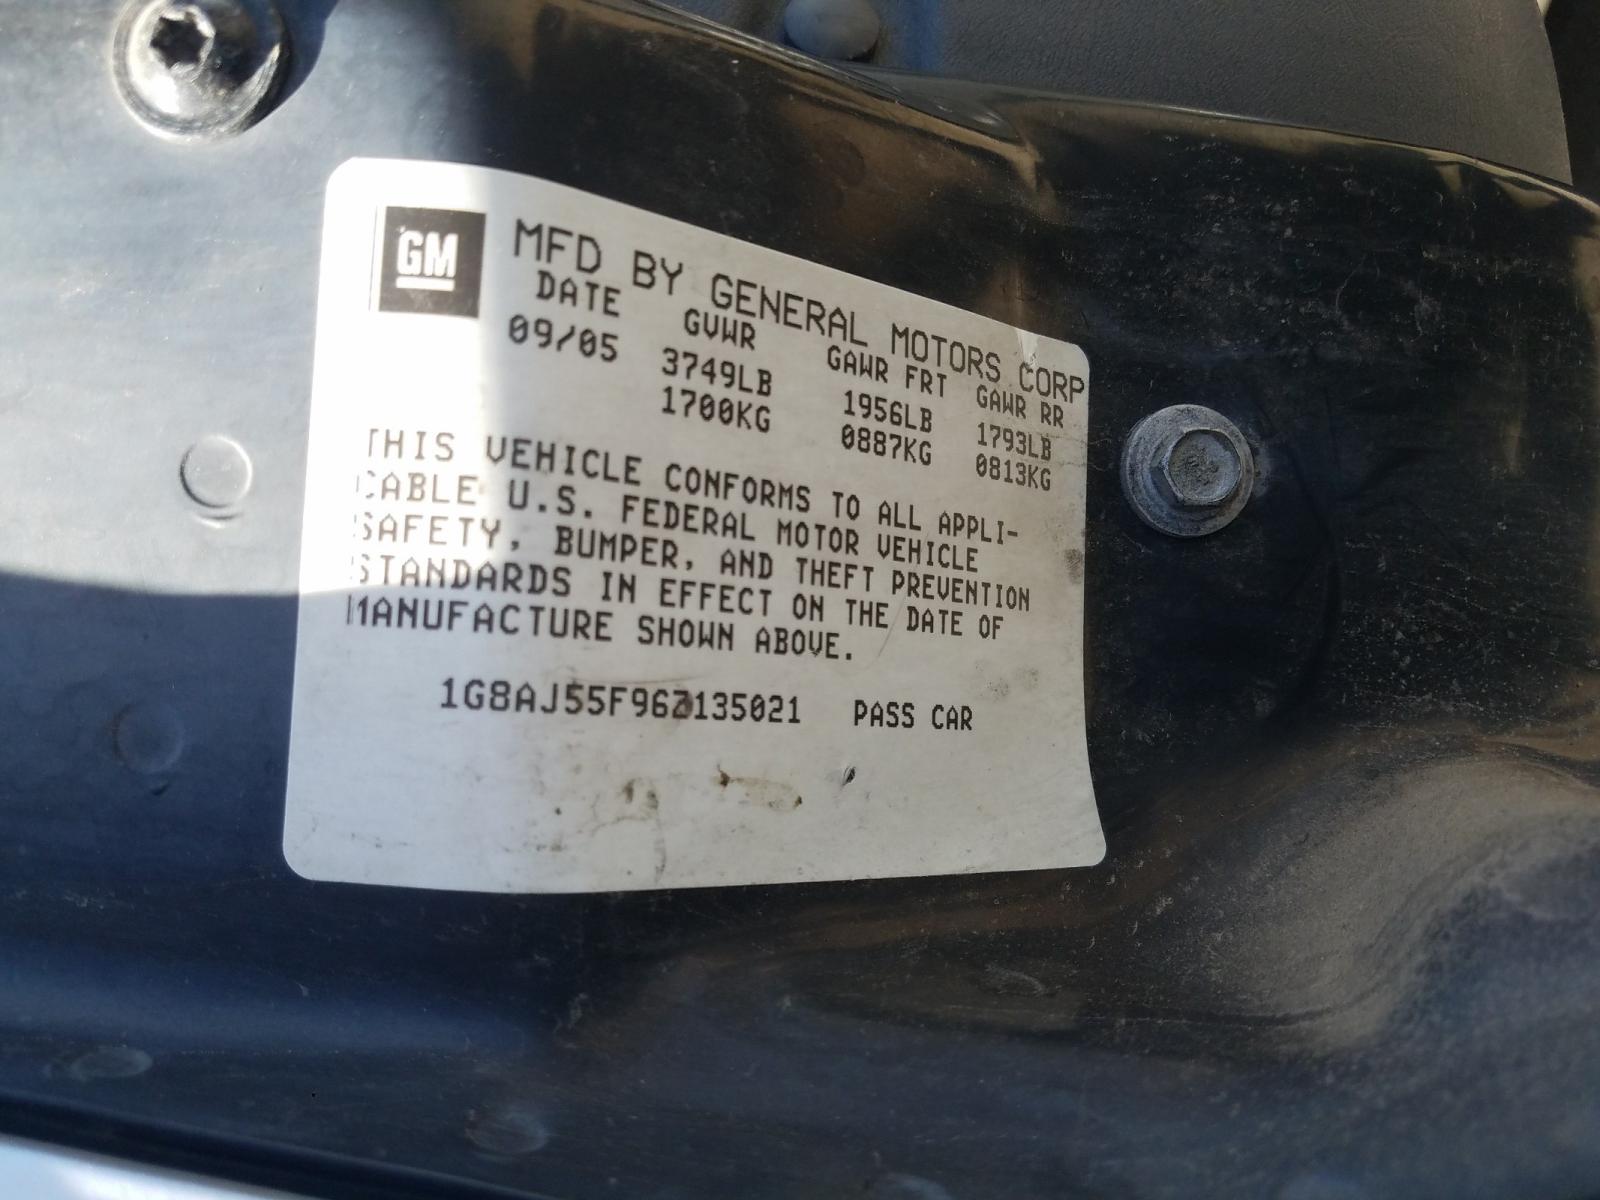 GM
MFD BY GENERAL MOTORS CORP
DATE GVWR GAWR FRT GAWR RR
09/05 3749LB 1956LB 1793LB
1700KG 0887KG 0813KG
THIS VEHICLE CONFORMS TO ALL APPLI-
CABLE U.S. FEDERAL MOTOR VEHICLE
SAFETY, BUMPER, AND THEFT PREVENTION
STANDARDS IN EFFECT ON THE DATE OF
MANUFACTURE SHOWN ABOVE.
1G8AJ55F96Z135021 PASS CAR